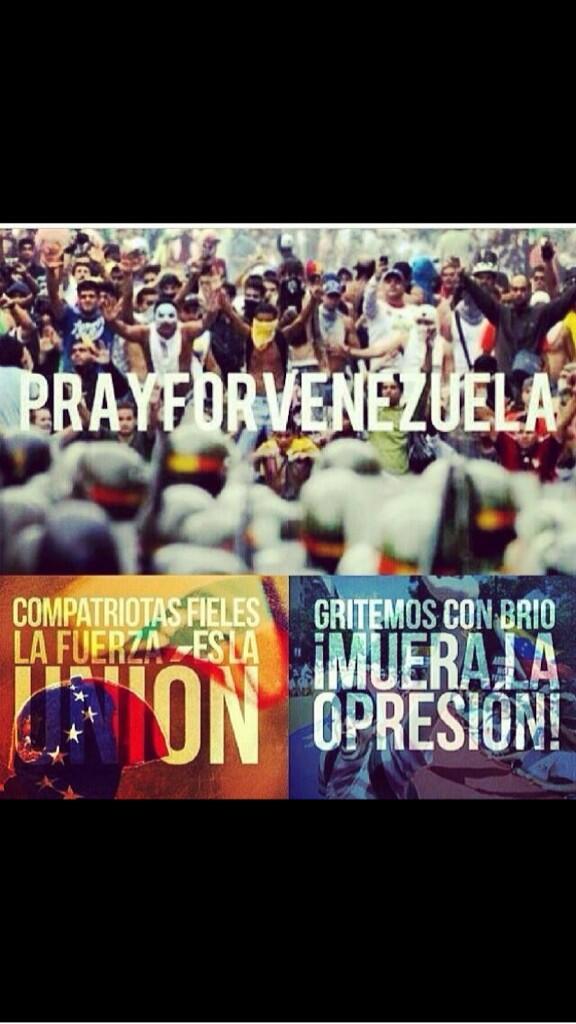 PRAYFORVENEZUELA
COMPATRIOTAS FIELES
LA FUERZA ES LA
UNIÓN
GRITEMOS CON BRIO
¡MUERA LA
OPRESIÓN!